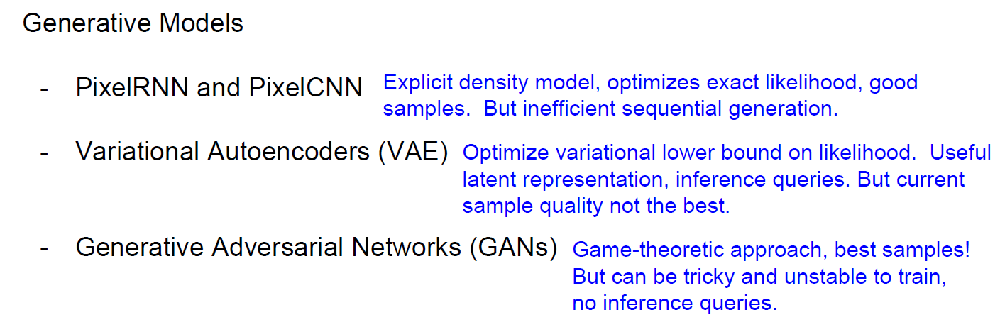 Generative Models
- PixelRNN and PixelCNN Explicit density model, optimizes exact likelihood, good
samples. But inefficient sequential generation.
- Variational Autoencoders (VAE) Optimize variational lower bound on likelihood. Useful
latent representation, inference queries. But current
sample quality not the best.
- Generative Adversarial Networks (GANs) Game-theoretic approach, best samples!
But can be tricky and unstable to train,
no inference queries.